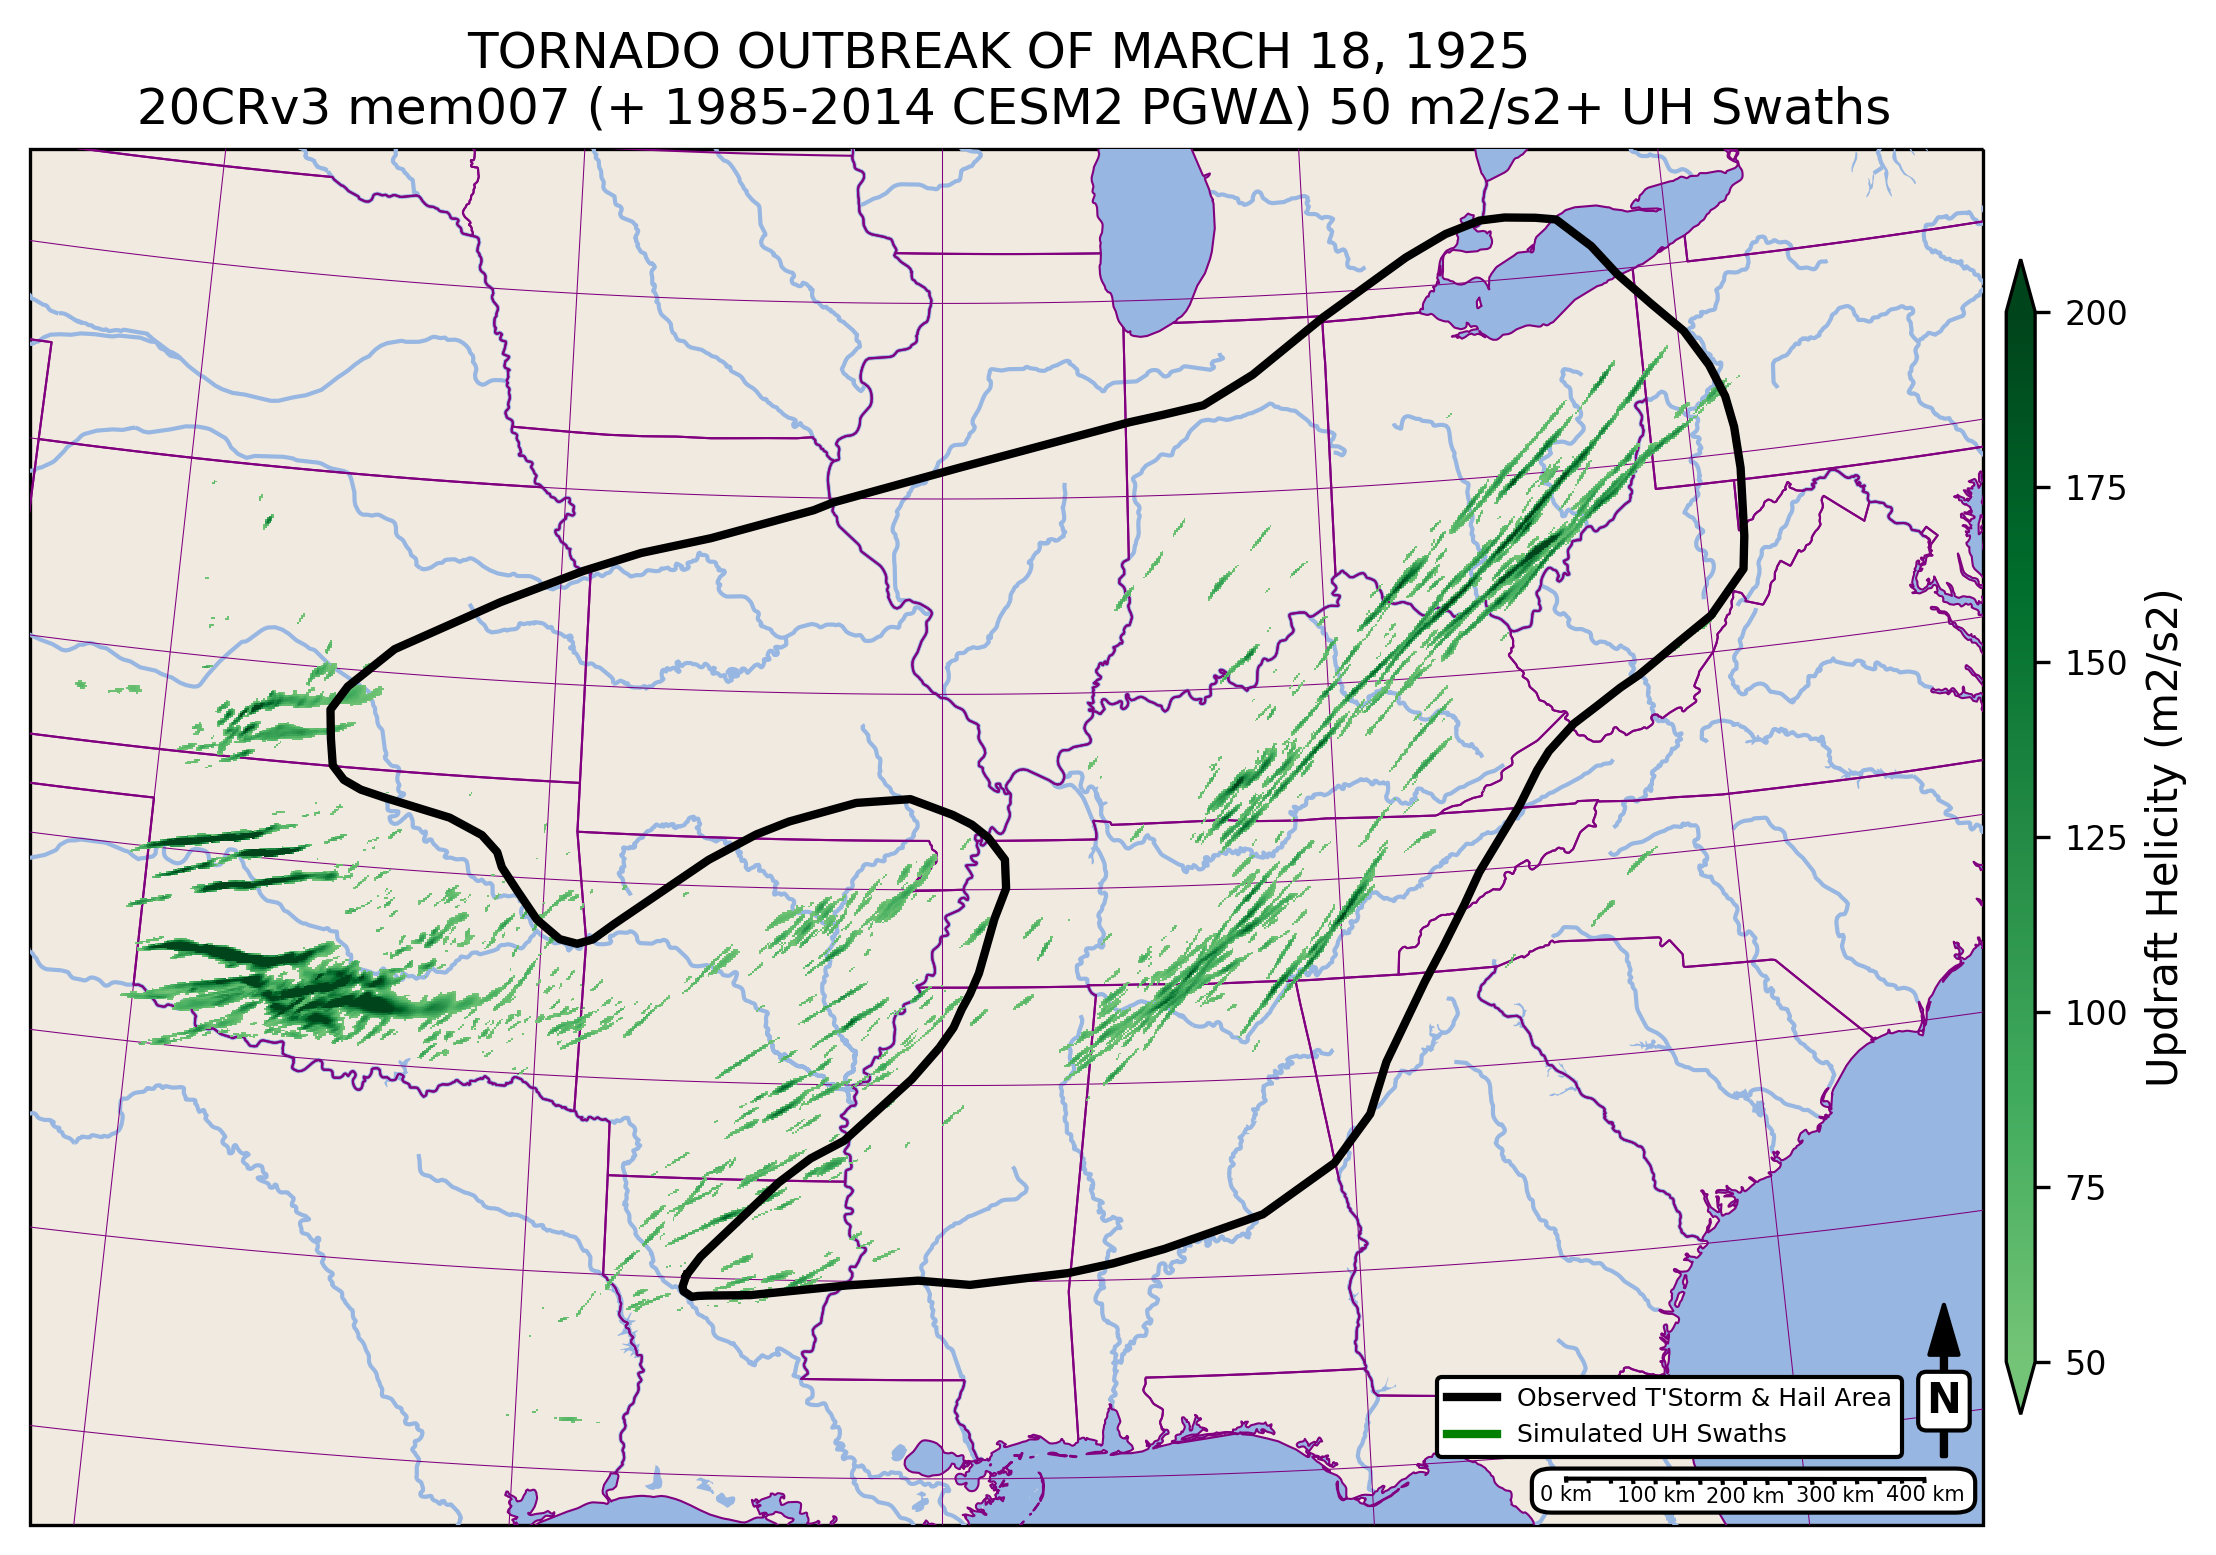 TORNADO OUTBREAK OF MARCH 18, 1925
20CRv3 mem007 (+ 1985-2014 CESM2 PGWΔ) 50 m2/s2+ UH Swaths
200
175
150
125
100
75
50
Updraft Helicity (m2/s2)
Observed T'Storm & Hail Area
Simulated UH Swaths
N
0 km 100 km 200 km 300 km 400 km